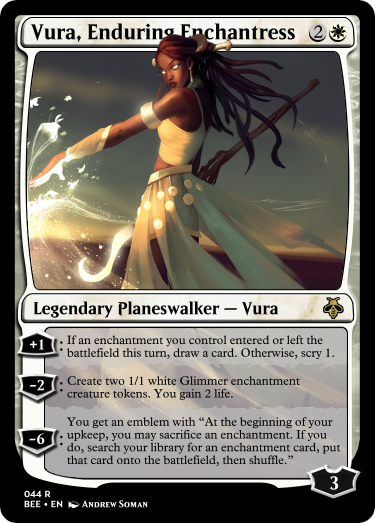 Vura, Enduring Enchantress 2
Legendary Planeswalker — Vura
+1: If an enchantment you control entered or left the
battlefield this turn, draw a card. Otherwise, scry 1.
-2: Create two 1/1 white Glimmer enchantment
creature tokens. You gain 2 life.
-6: You get an emblem with “At the beginning of your
upkeep, you may sacrifice an enchantment. If you
do, search your library for an enchantment card, put
that card onto the battlefield, then shuffle.”
3
044 R
BEE • EN Andrew Soman